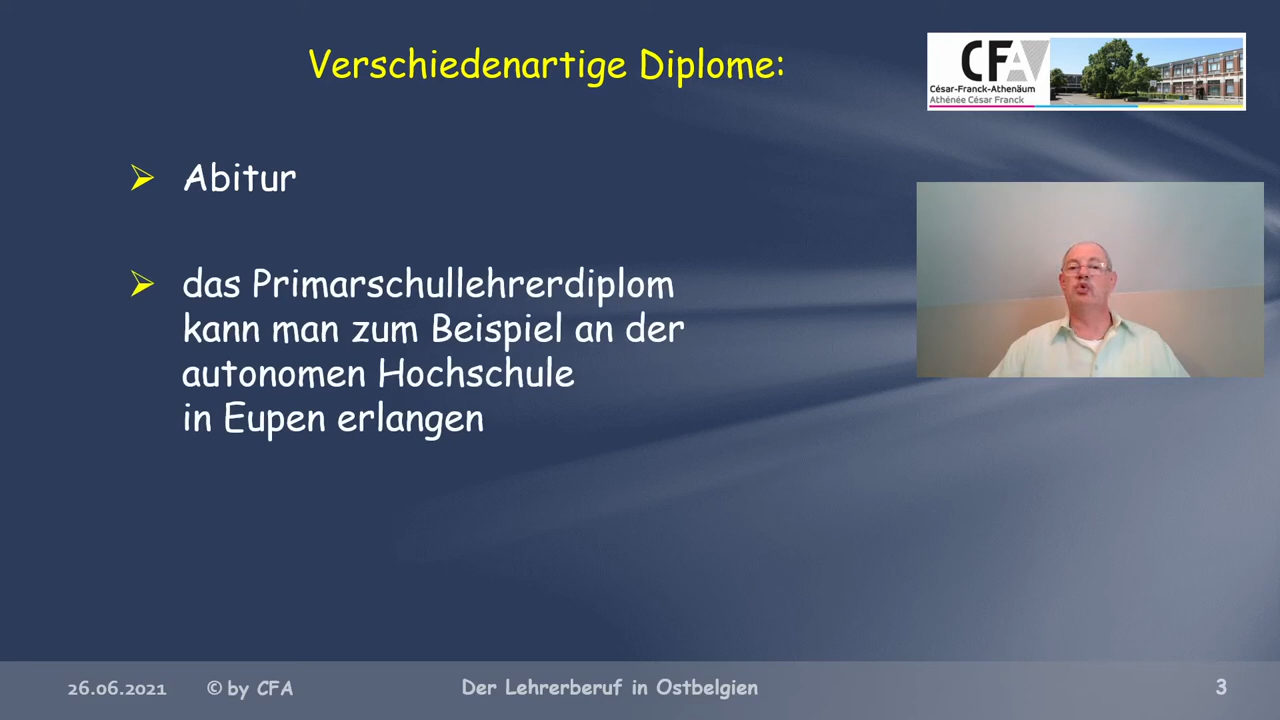 Verschiedenartige Diplome:
CFA
César-Franck-Athenäum
Athénée César Franck
Abitur
das Primarschullehrerdiplom
kann man zum Beispiel an der
autonomen Hochschule
in Eupen erlangen
26.06.2021 © by CFA Der Lehrerberuf in Ostbelgien 3